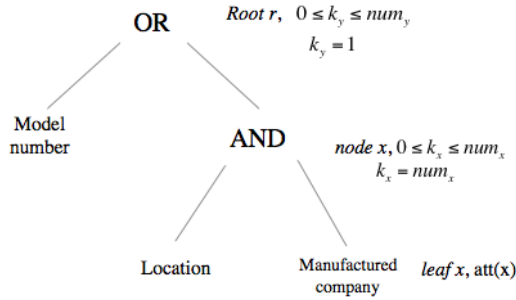 OR
Root r, 0 ≤ k_y ≤ num_y
k_y = 1
Model
number
AND
node x, 0 ≤ k_x ≤ num_x
k_x = num_x
Location
Manufactured
company
leaf x, att(x)